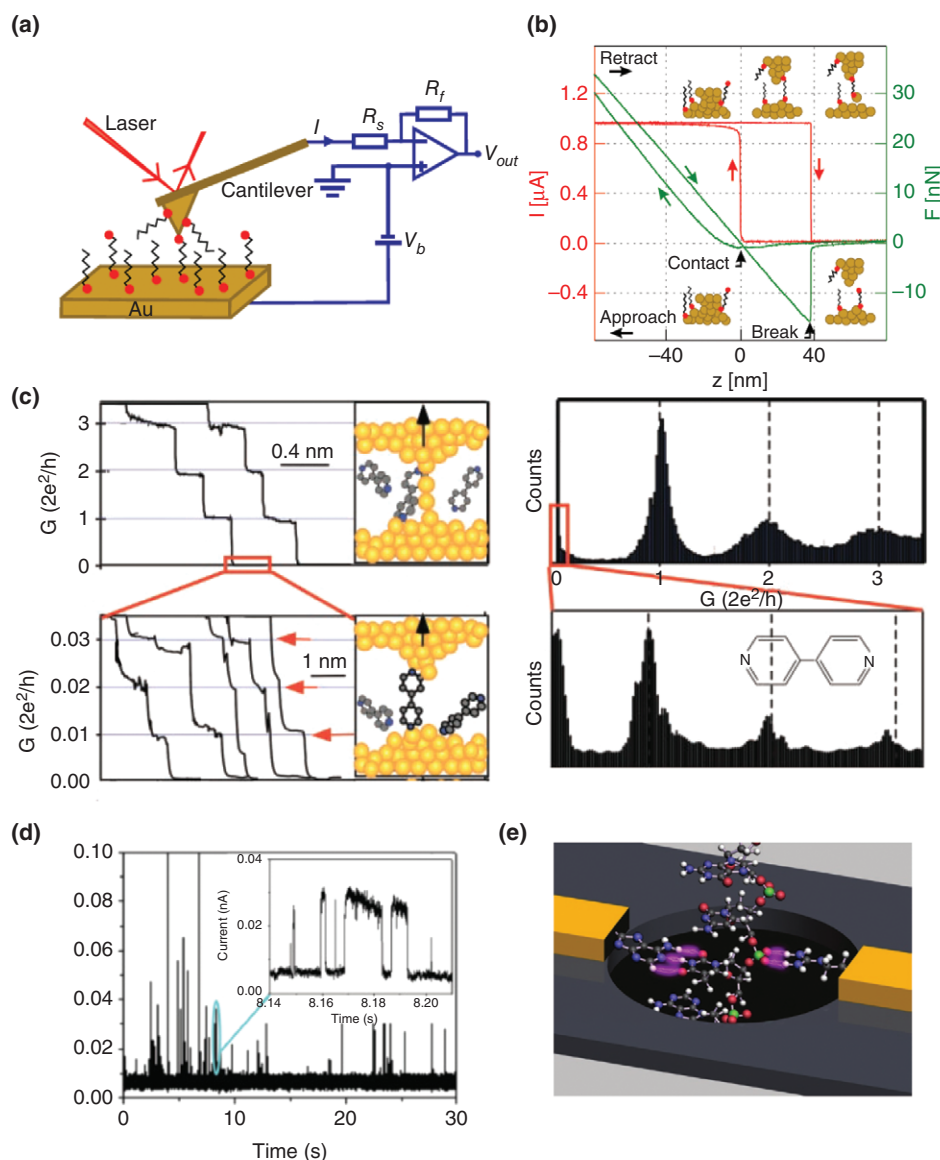 (a)
Laser
I
R_s
R_f
V_out
Cantilever
V_b
Au
(b)
Retract
1.2
0.8
0.4
0.0
−0.4
I [μA]
30
20
10
0
−10
F [nN]
Contact
Approach
Break
−40
0
40
z [nm]
(c)
G (2e²/h)
3
2
1
0
0.4 nm
G (2e²/h)
0.03
0.02
0.01
0.00
1 nm
Counts
0
1
2
3
G (2e²/h)
Counts
N
N
(d)
0.10
0.08
0.06
0.04
0.02
0.00
0
10
20
30
Time (s)
Current (nA)
0.04
0.02
0.00
8.14
8.16
8.18
8.20
Time (s)
(e)